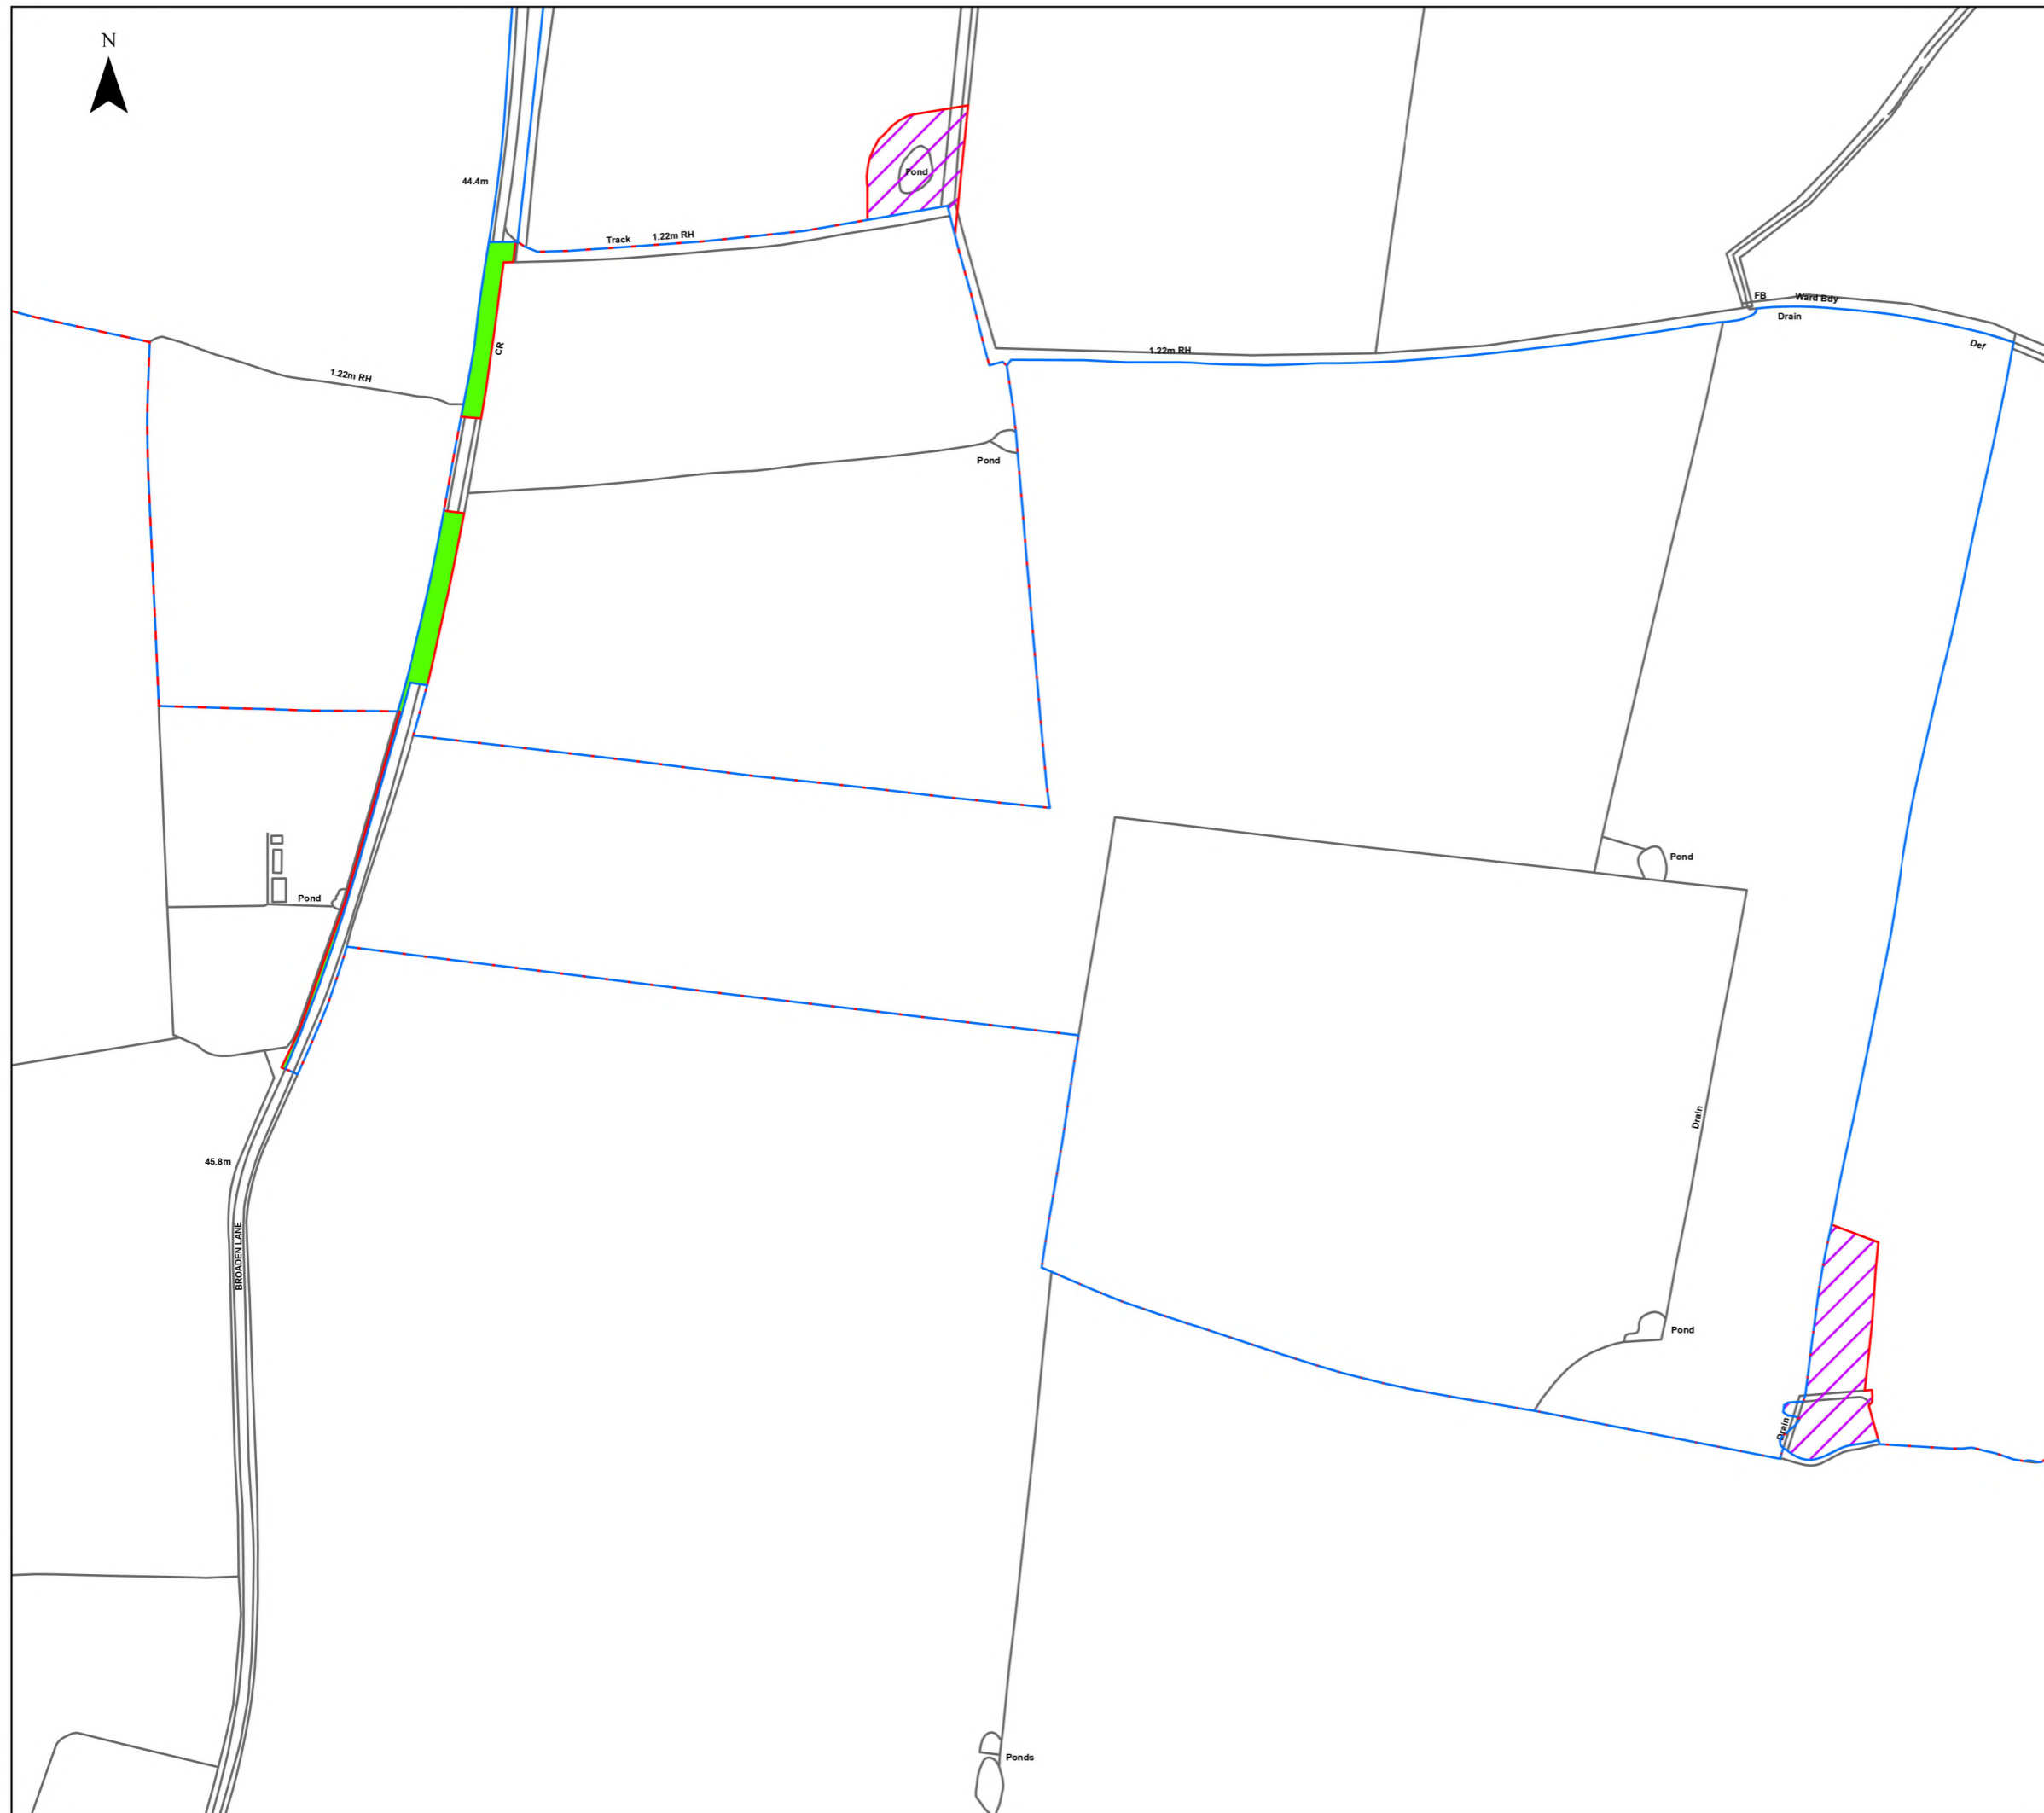 N
Pond
44.4m
Track
1.22m RH
FB
Ward Bdy
Drain
Def
CR
1.22m RH
1.22m RH
Pond
Pond
Pond
Drain
45.8m
BROADEN LANE
Pond
Drain
Ponds